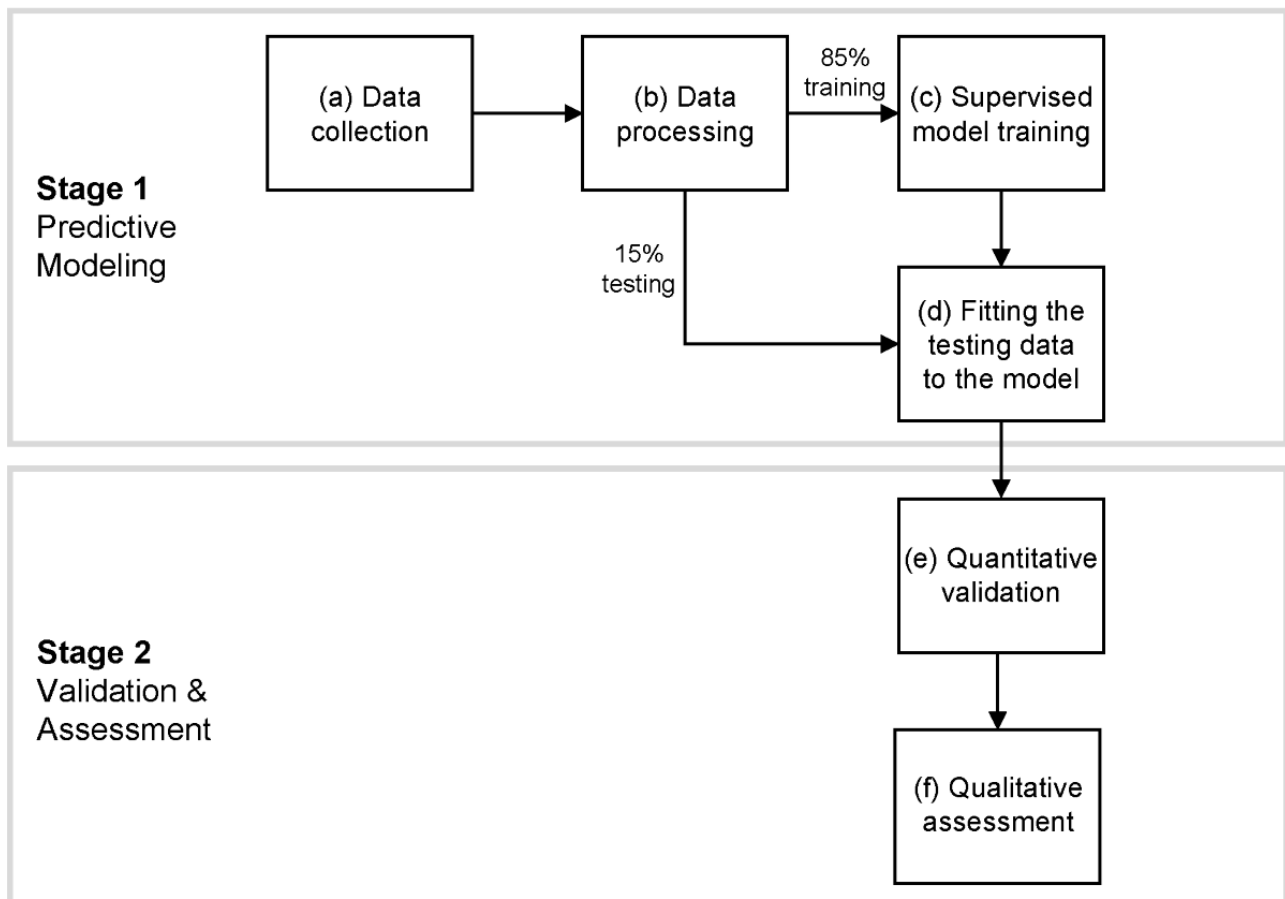 Stage 1
Predictive
Modeling
(a) Data
collection
(b) Data
processing
85%
training
(c) Supervised
model training
15%
testing
(d) Fitting the
testing data
to the model
Stage 2
Validation &
Assessment
(e) Quantitative
validation
(f) Qualitative
assessment